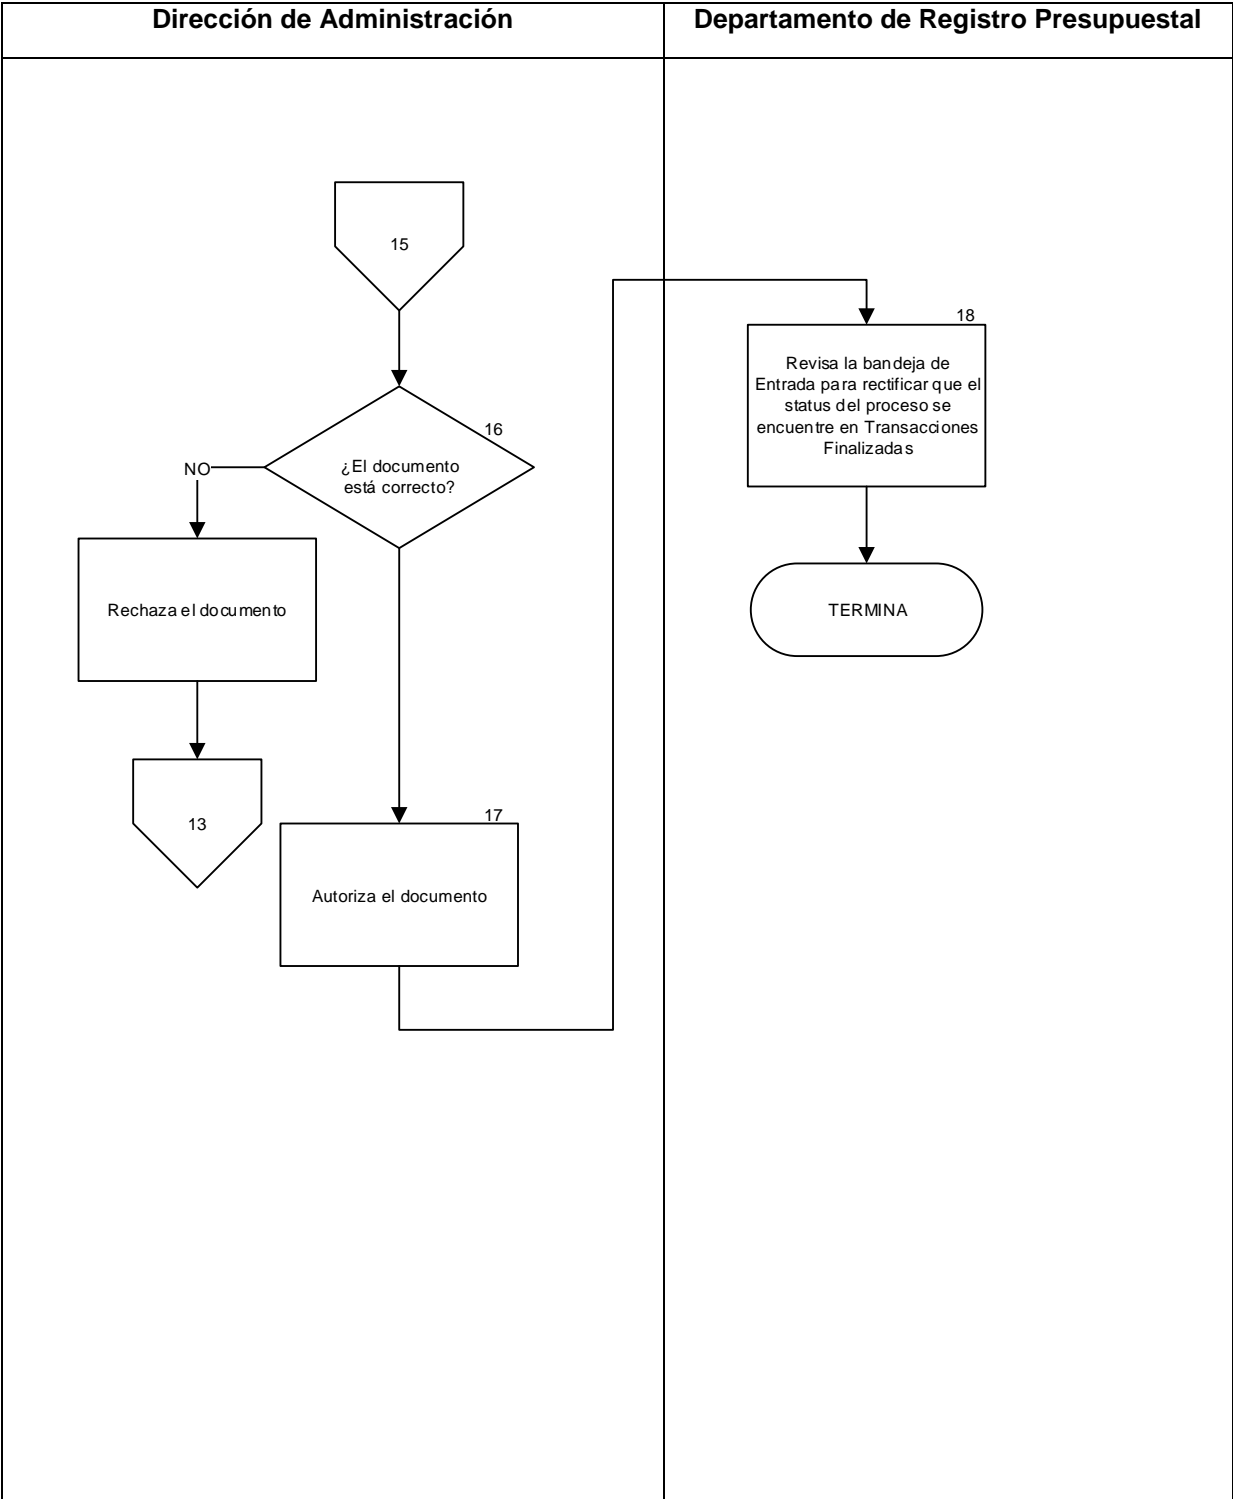 Dirección de Administración
Departamento de Registro Presupuestal
15
16
¿El documento
está correcto?
NO
Rechaza el documento
13
17
Autoriza el documento
18
Revisa la bandeja de
Entrada para rectificar que el
status del proceso se
encuentre en Transacciones
Finalizadas
TERMINA